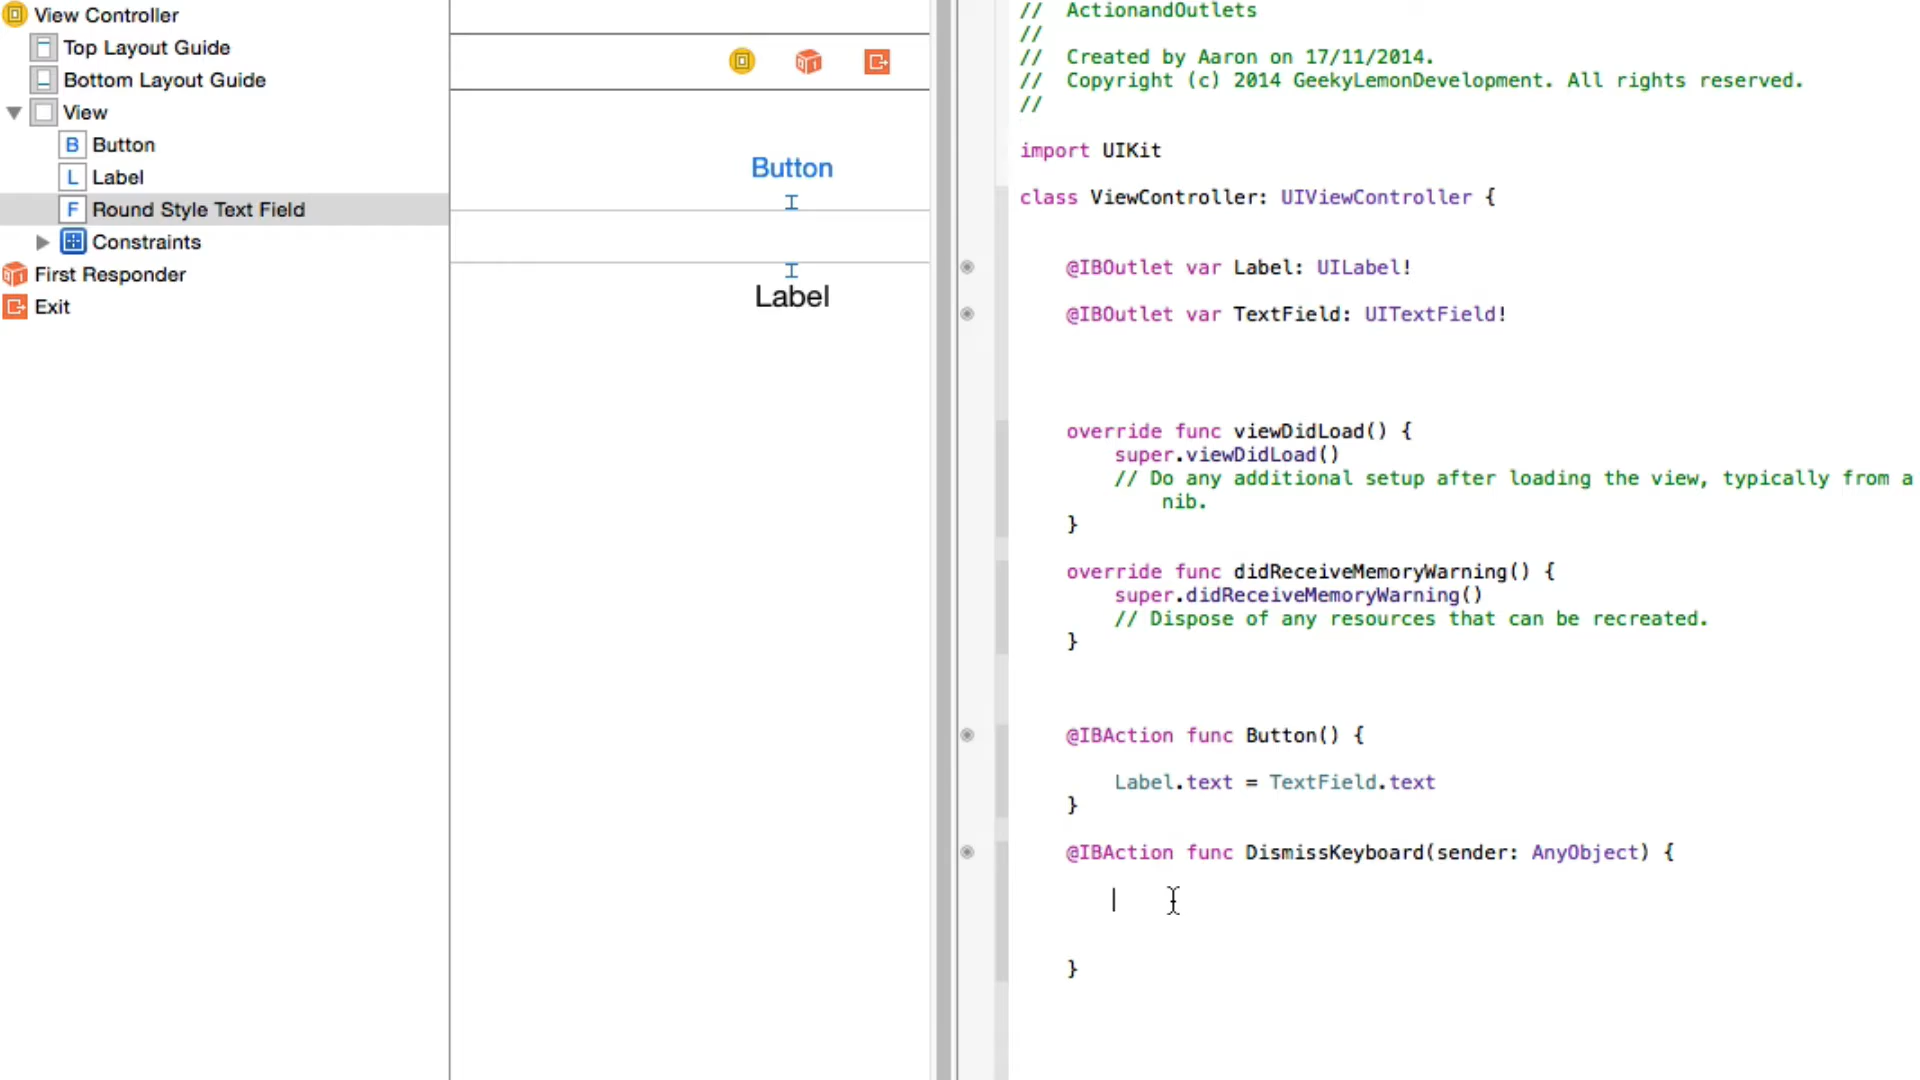 View Controller
Top Layout Guide
Bottom Layout Guide
View
B Button
L Label
F Round Style Text Field
Constraints
First Responder
Exit
Button
Label
//  ActionandOutlets
//
//  Created by Aaron on 17/11/2014.
//  Copyright (c) 2014 GeekyLemonDevelopment. All rights reserved.
//
import UIKit
class ViewController: UIViewController {
@IBOutlet var Label: UILabel!
@IBOutlet var TextField: UITextField!
override func viewDidLoad() {
super.viewDidLoad()
// Do any additional setup after loading the view, typically from a
nib.
}
override func didReceiveMemoryWarning() {
super.didReceiveMemoryWarning()
// Dispose of any resources that can be recreated.
}
@IBAction func Button() {
Label.text = TextField.text
}
@IBAction func DismissKeyboard(sender: AnyObject) {
}